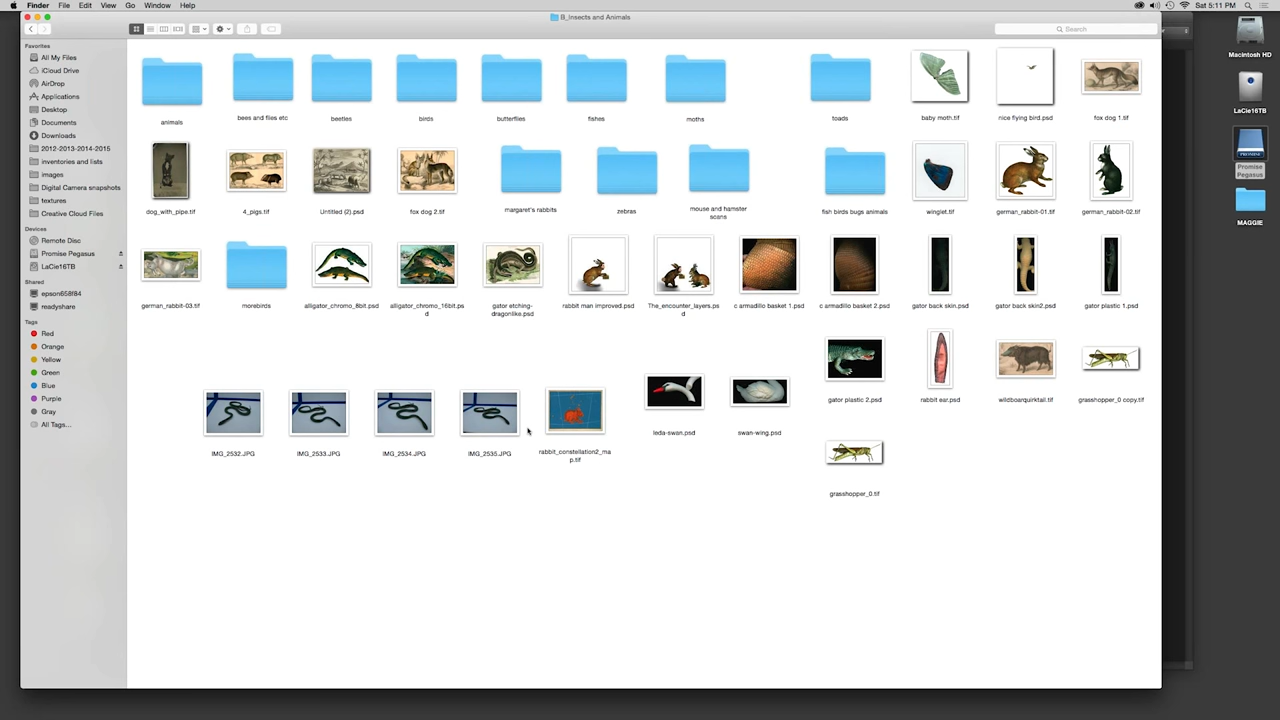 Finder File Edit View Go Window Help
Sat 5:11 PM
B_Insects and Animals
Search
Favorites
All My Files
iCloud Drive
AirDrop
Applications
Desktop
Documents
Downloads
2012-2013-2014-2015
inventories and lists
images
Digital Camera snapshots
textures
Creative Cloud Files
Devices
Remote Disc
Promise Pegasus
LaCie16TB
Shared
epson658f84
readyshare
Tags
Red
Orange
Yellow
Green
Blue
Purple
Gray
All Tags...
animals
bees and flies etc
beetles
birds
butterflies
fishes
moths
toads
baby moth.tif
nice flying bird.psd
fox dog 1.tif
dog_with_pipe.tif
4_pigs.tif
Untitled (2).psd
fox dog 2.tif
margaret's rabbits
zebras
mouse and hamster
scans
fish birds bugs animals
winglet.tif
german_rabbit-01.tif
german_rabbit-02.tif
german_rabbit-03.tif
morebirds
alligator_chromo_8bit.psd
alligator_chromo_16bit.ps
d
gator etching-
dragonlike.psd
rabbit man improved.psd
The_encounter_layers.ps
d
c armadillo basket 1.psd
c armadillo basket 2.psd
gator back skin.psd
gator back skin2.psd
gator plastic 1.psd
gator plastic 2.psd
rabbit ear.psd
wildboarquirktail.tif
grasshopper_0 copy.tif
IMG_2532.JPG
IMG_2533.JPG
IMG_2534.JPG
IMG_2535.JPG
rabbit_constellation2_ma
p.tif
leda-swan.psd
swan-wing.psd
grasshopper_0.tif
Macintosh HD
LaCie16TB
Promise
Pegasus
MAGGIE